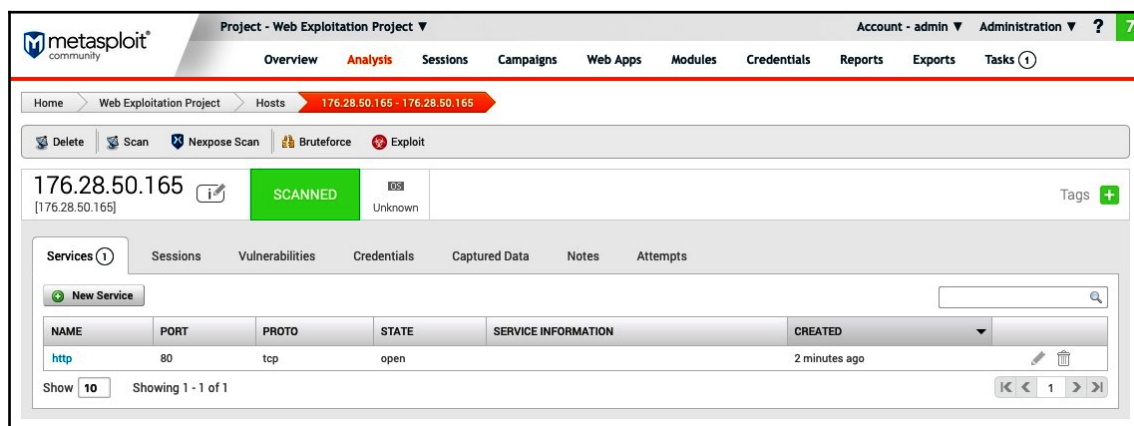 Project - Web Exploitation Project ▼ Account - admin ▼ Administration ▼ ? 7
metasploit®
community
Overview Analysis Sessions Campaigns Web Apps Modules Credentials Reports Exports Tasks 1
Home Web Exploitation Project Hosts 176.28.50.165 - 176.28.50.165
Delete Scan Nexpose Scan Bruteforce Exploit
176.28.50.165 i SCANNED OS Unknown Tags +
[176.28.50.165]
Services 1 Sessions Vulnerabilities Credentials Captured Data Notes Attempts
New Service
NAME PORT PROTO STATE SERVICE INFORMATION CREATED
http 80 tcp open 2 minutes ago
Show 10 Showing 1 - 1 of 1 1